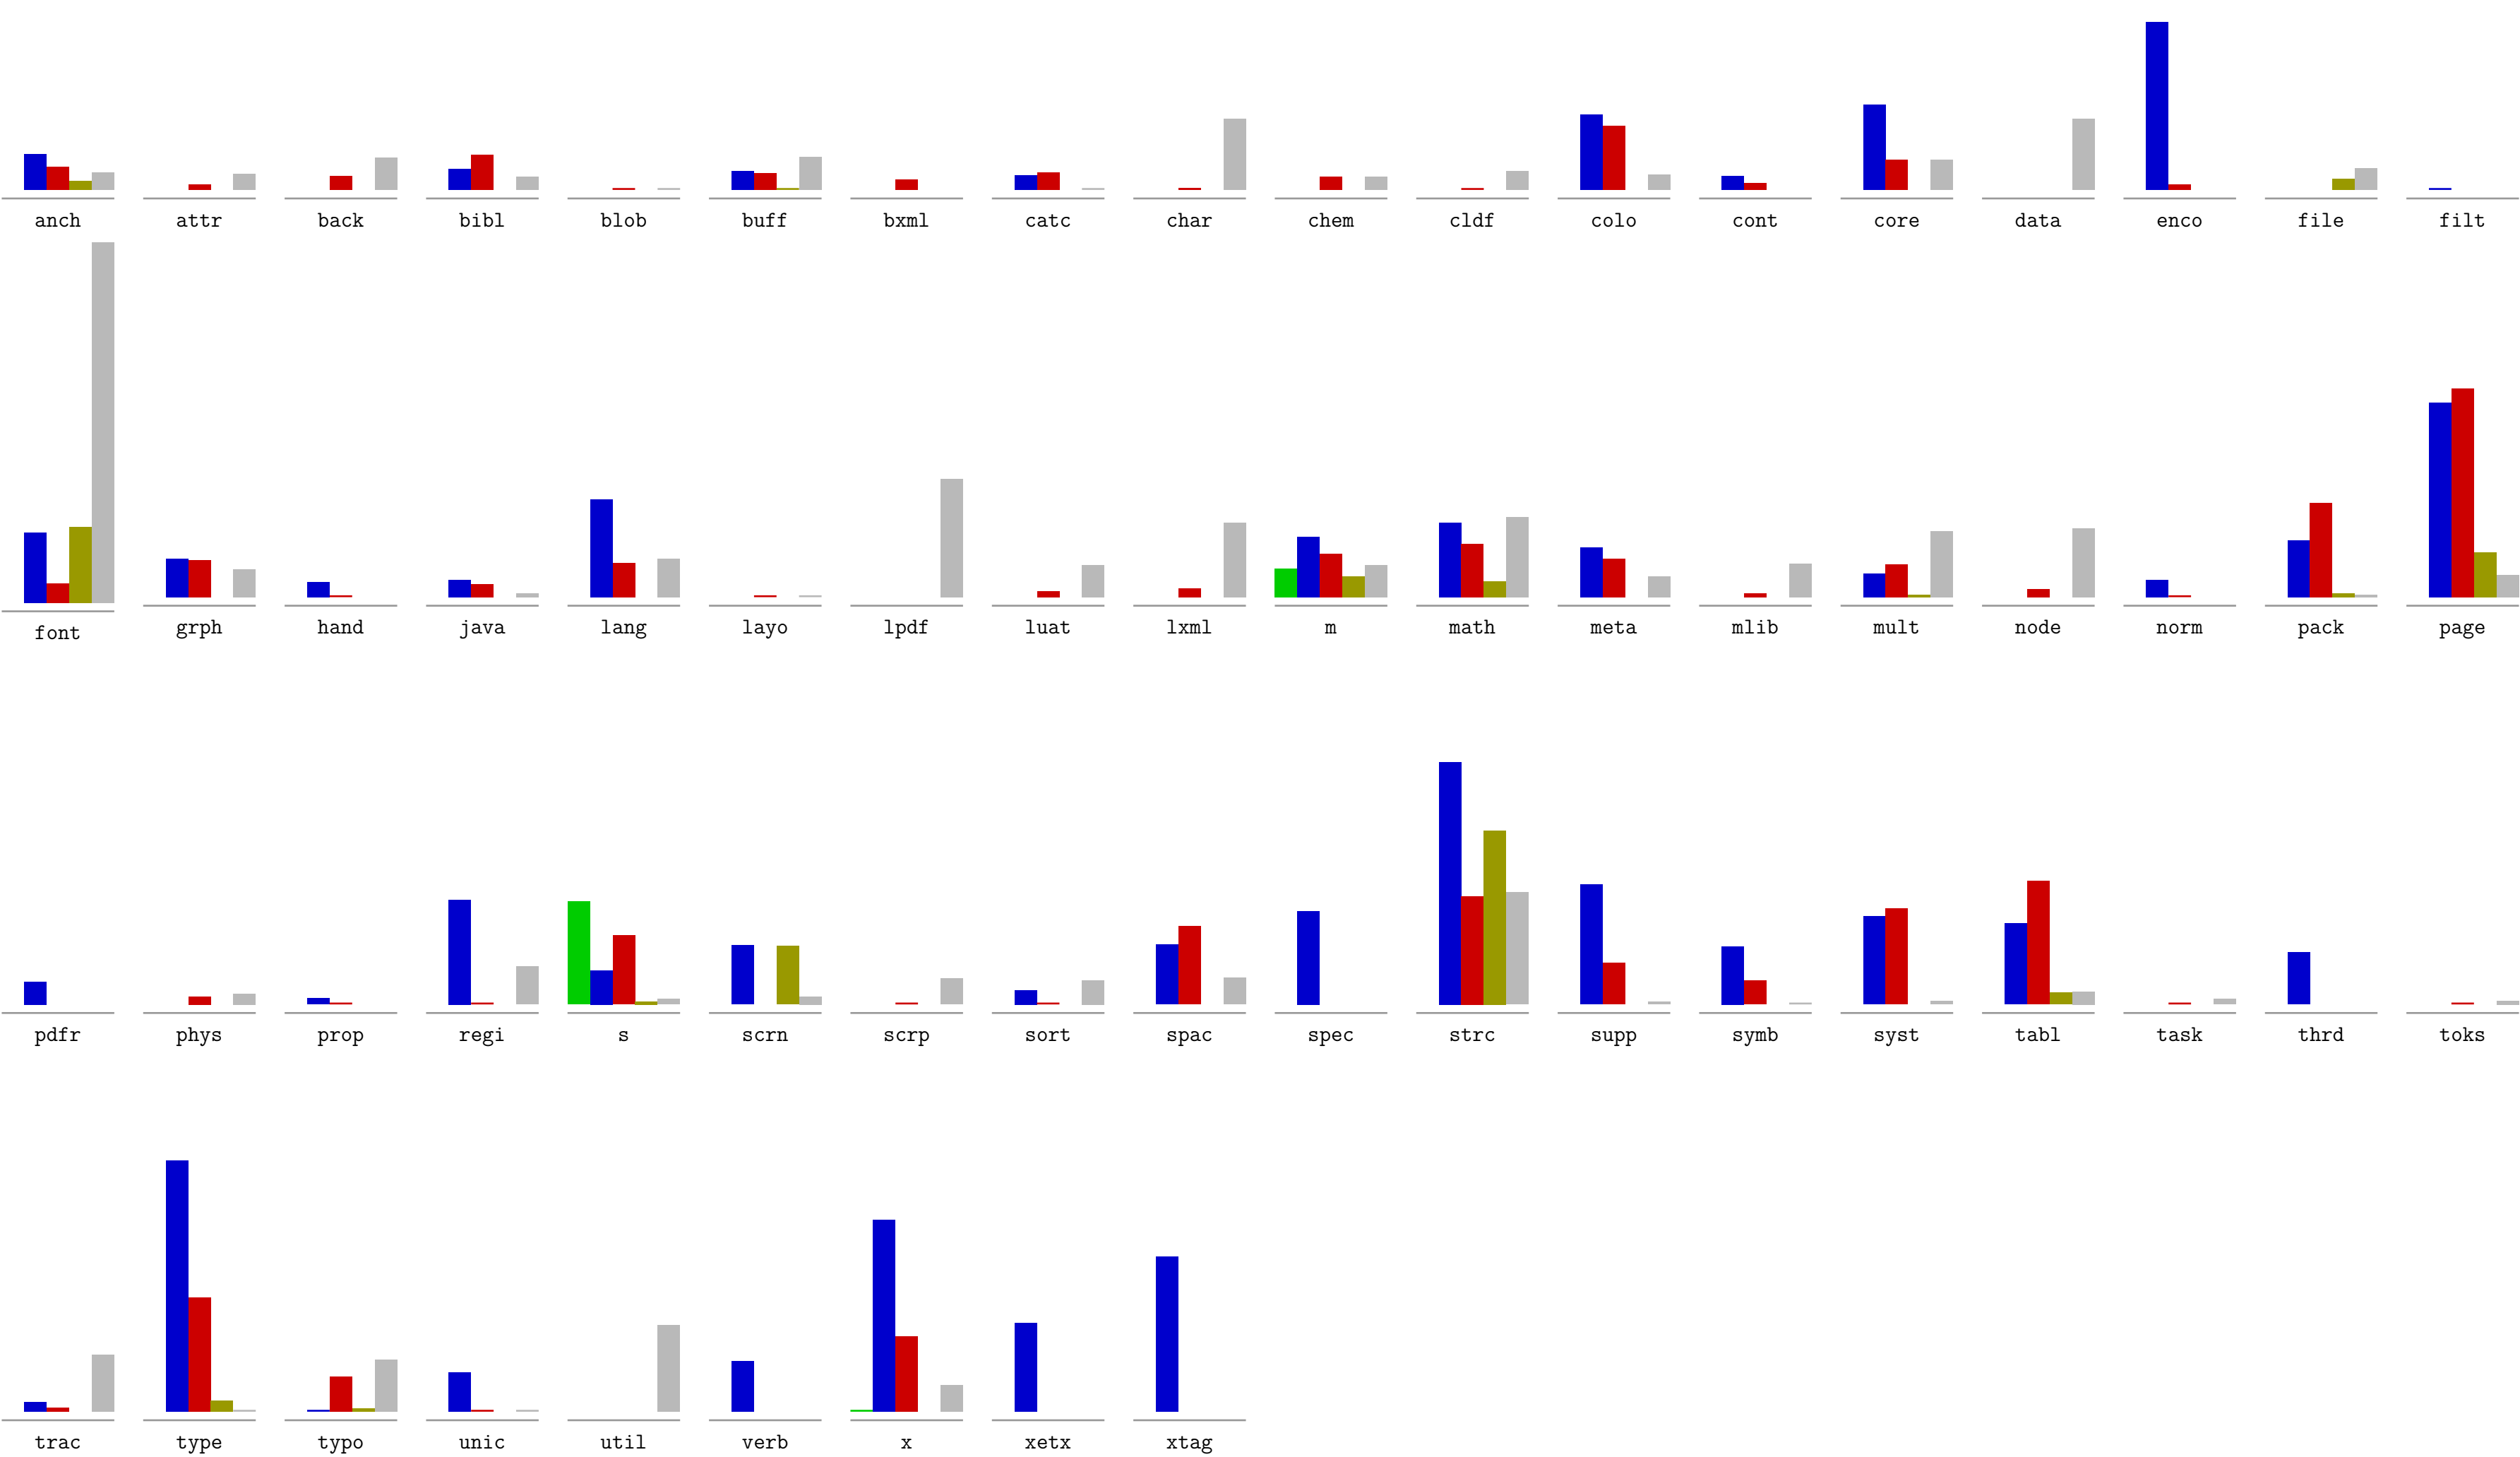 anch attr back bibl blob buff bxml catc char chem cldf colo cont core data enco file filt
font grph hand java lang layo lpdf luat lxml m math meta mlib mult node norm pack page
pdfr phys prop regi s scrn scrp sort spac spec strc supp symb syst tabl task thrd toks
trac type typo unic util verb x xetx xtag